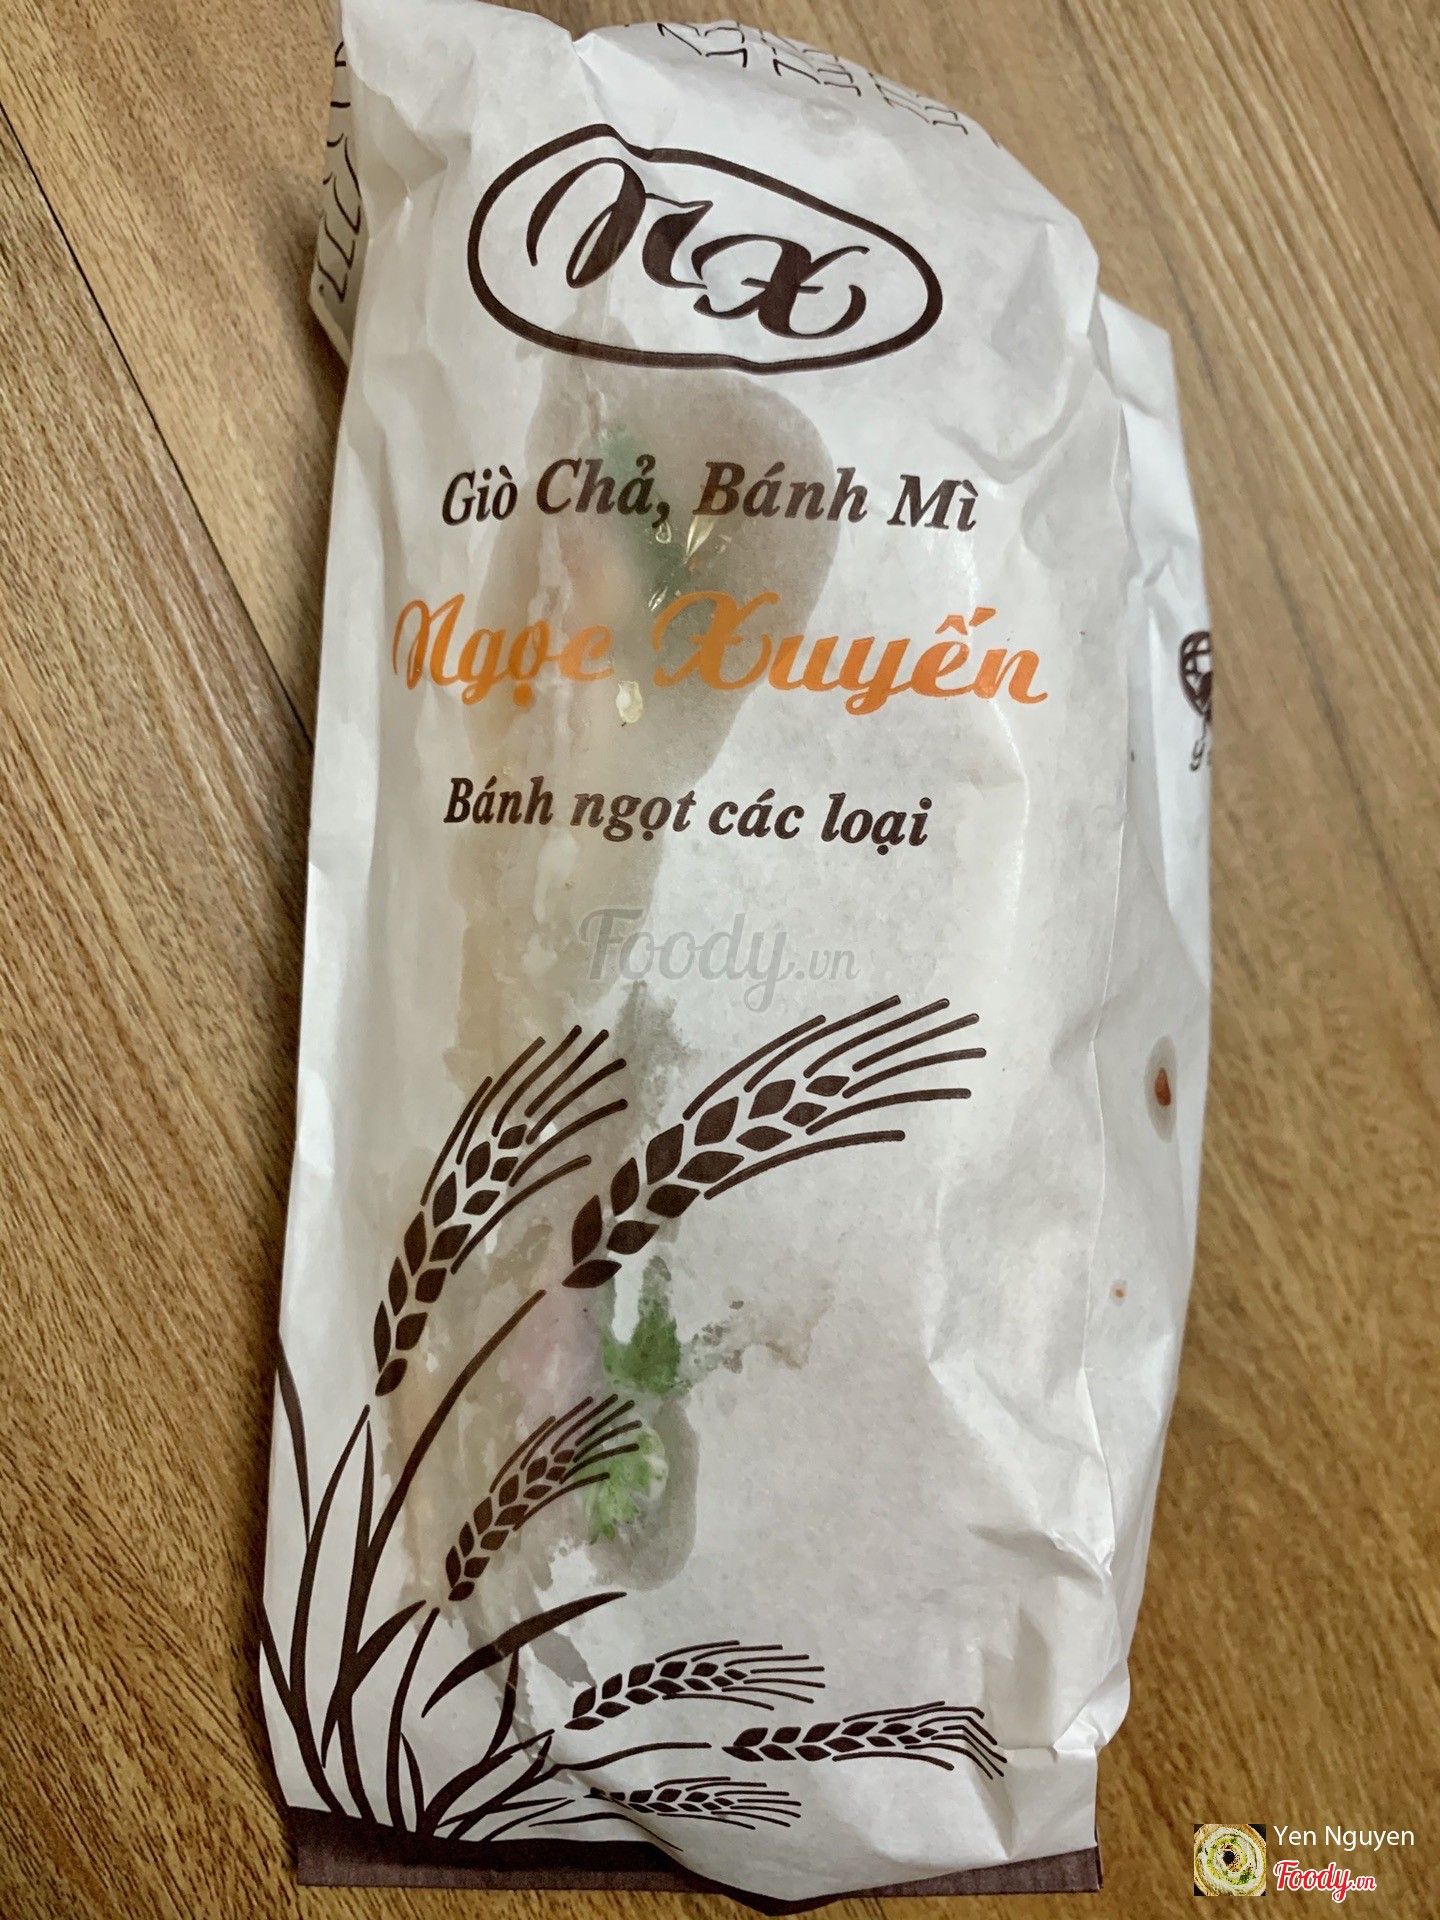 NX
Giò Chả, Bánh Mì
Ngọc Xuyến
Bánh ngọt các loại
Foody.vn
Yen Nguyen
Foody.vn